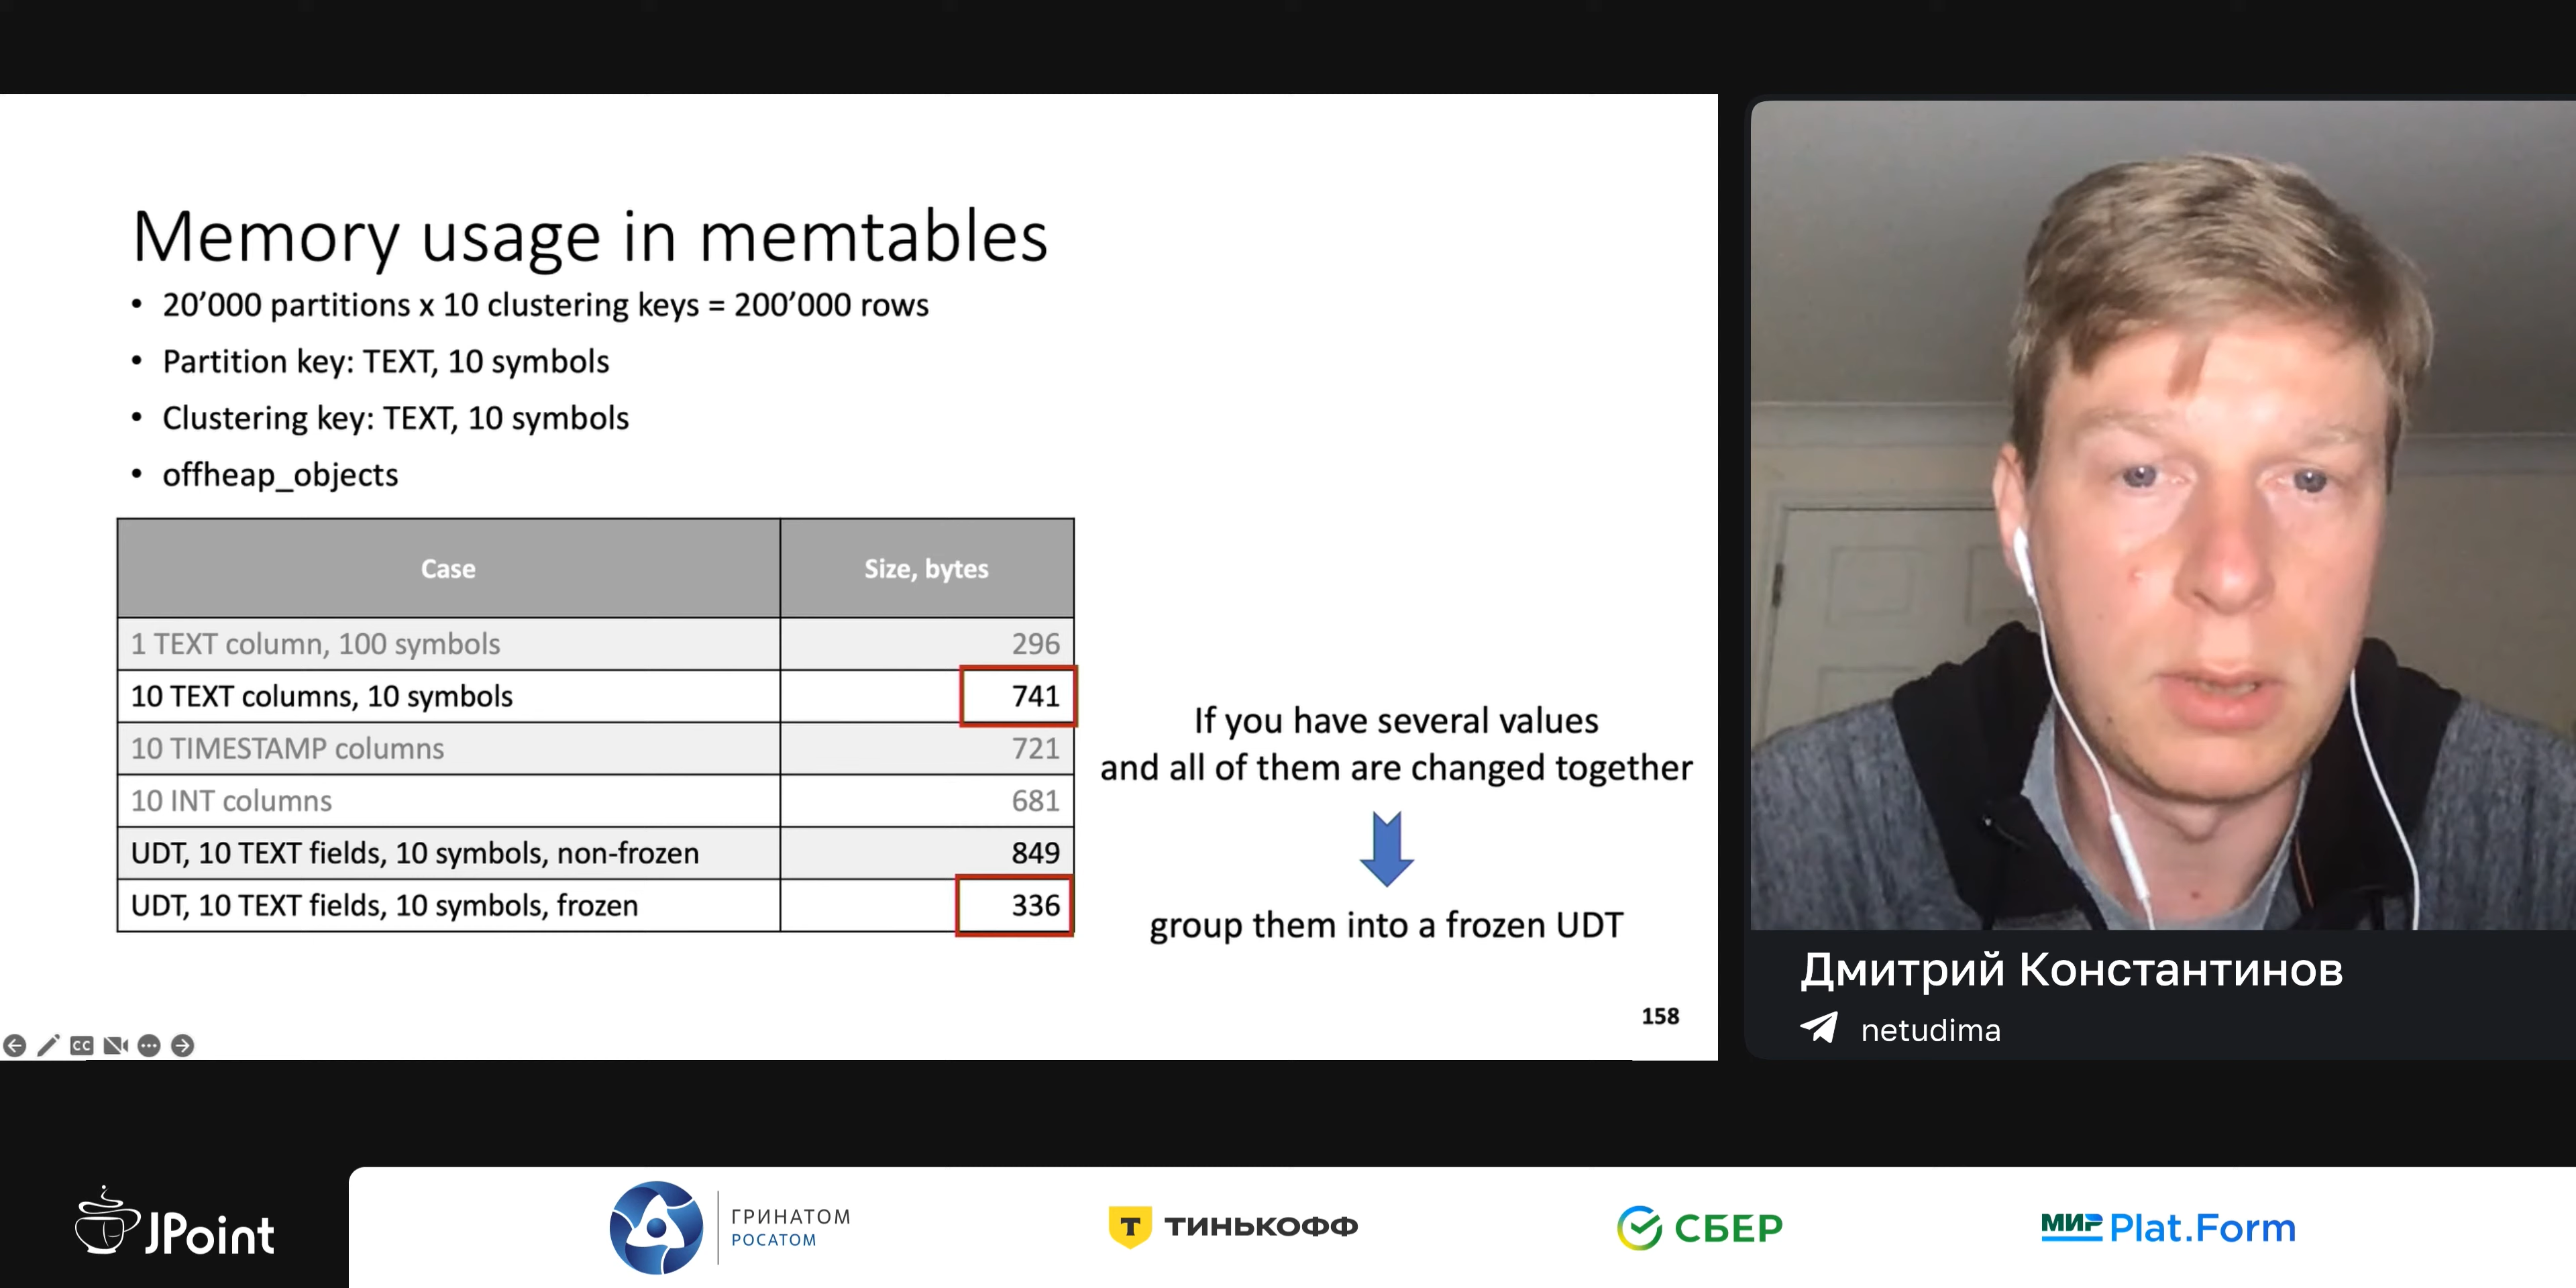 Memory usage in memtables
• 20’000 partitions x 10 clustering keys = 200’000 rows
• Partition key: TEXT, 10 symbols
• Clustering key: TEXT, 10 symbols
• offheap_objects
Case Size, bytes
1 TEXT column, 100 symbols 296
10 TEXT columns, 10 symbols 741
10 TIMESTAMP columns 721
10 INT columns 681
UDT, 10 TEXT fields, 10 symbols, non-frozen 849
UDT, 10 TEXT fields, 10 symbols, frozen 336
If you have several values
and all of them are changed together
group them into a frozen UDT
158
CC
Дмитрий Константинов
netudima
JPoint
ГРИНАТОМ
РОСАТОМ
Т ТИНЬКОФФ
СБЕР
МИР Plat.Form